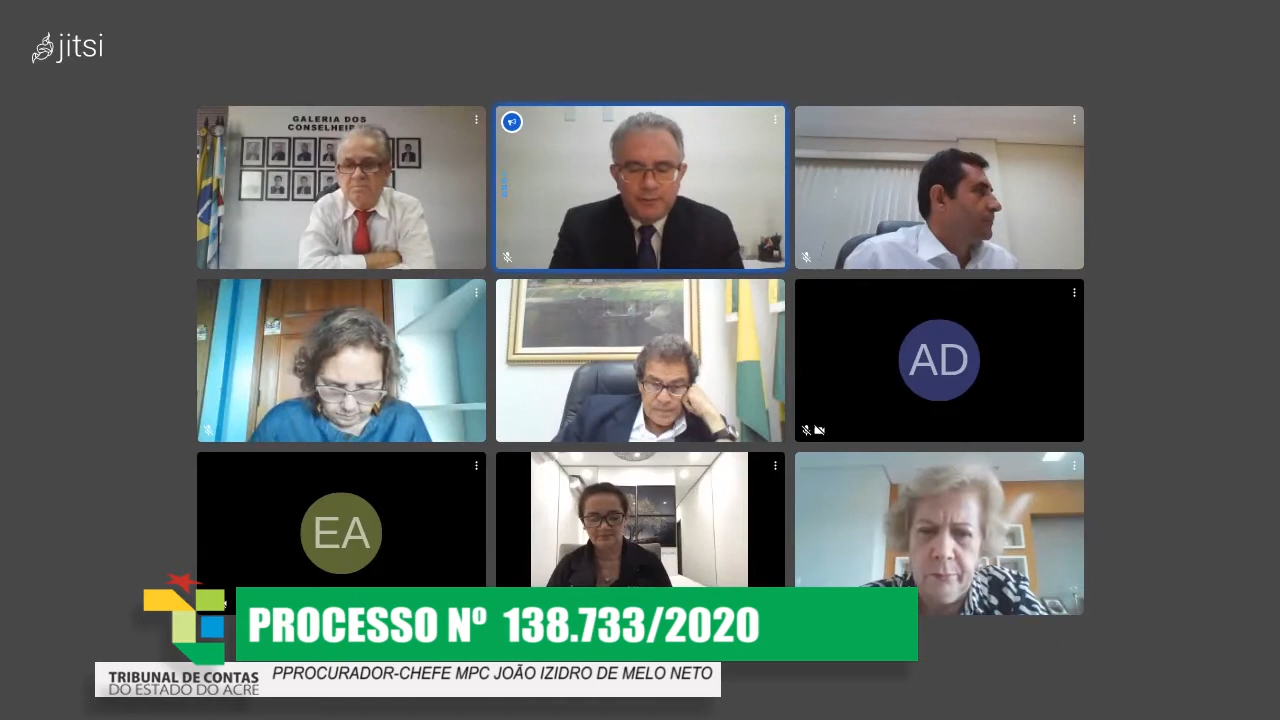 jitsi
GALERIA DOS
CONSELHEIROS
AD
EA
PROCESSO Nº 138.733/2020
TRIBUNAL DE CONTAS
DO ESTADO DO ACRE
PPROCURADOR-CHEFE MPC JOÃO IZIDRO DE MELO NETO